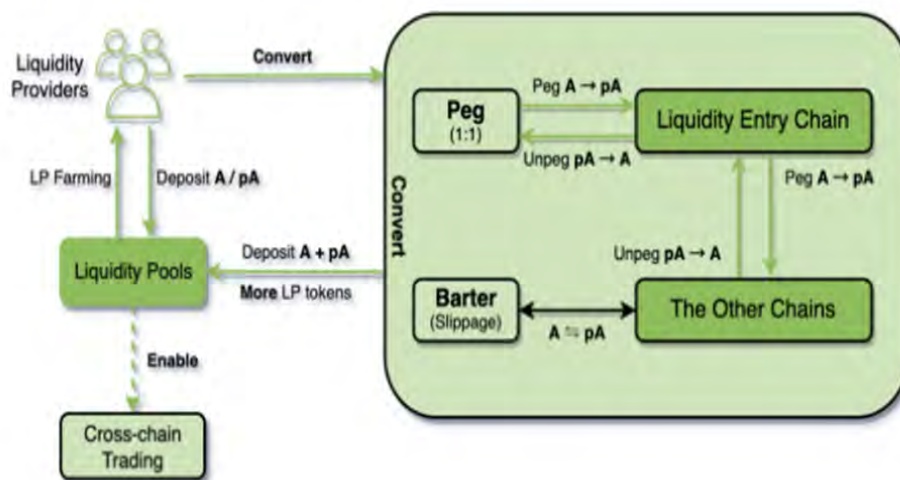 Liquidity
Providers
Convert
LP Farming
Deposit A / pA
Liquidity Pools
Deposit A + pA
More LP tokens
Enable
Cross-chain
Trading
Convert
Peg
(1:1)
Peg A → pA
Unpeg pA → A
Liquidity Entry Chain
Peg A → pA
Unpeg pA → A
Barter
(Slippage)
A ⇋ pA
The Other Chains